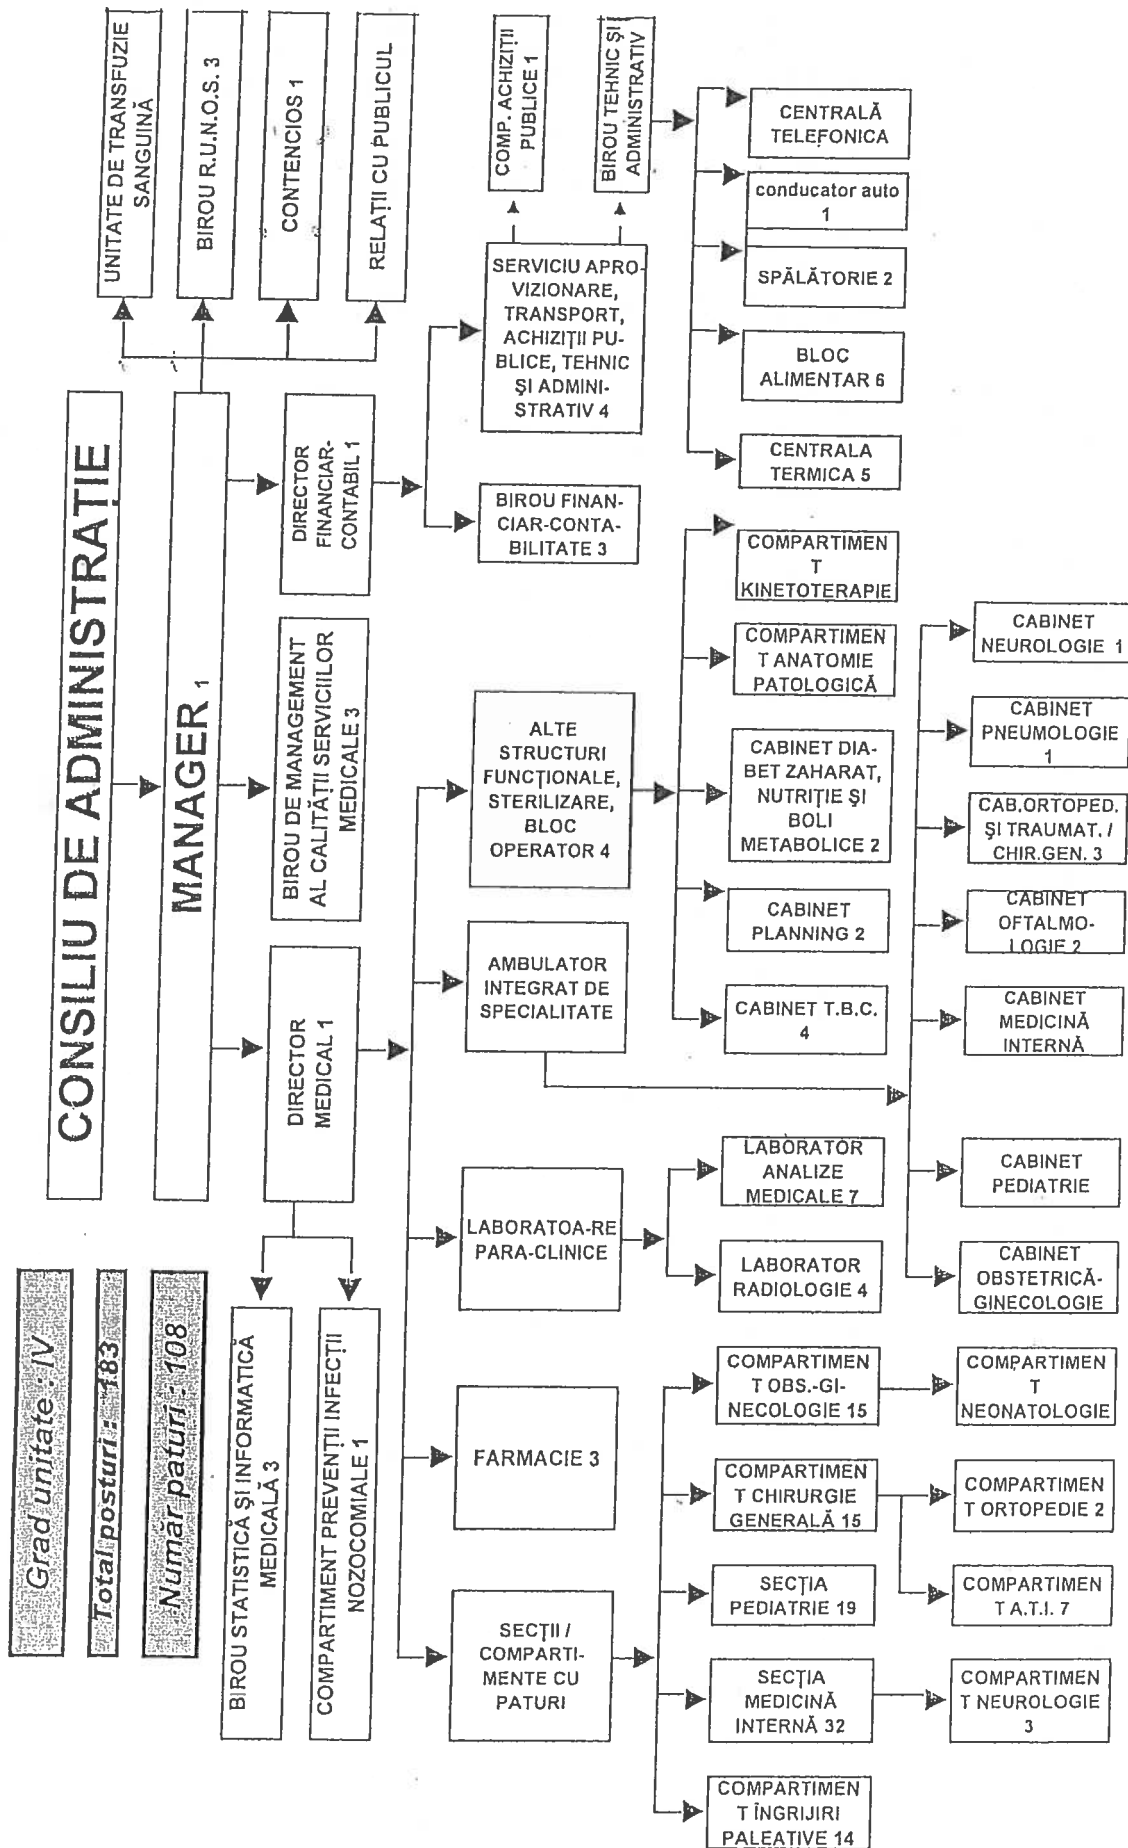 Grad unitate : IV
Total posturi : 183
Număr paturi : 108
CONSILIU DE ADMINISTRAȚIE
MANAGER 1
UNITATE DE TRANSFUZIE
SANGUINĂ
BIROU R.U.N.O.S. 3
CONTENCIOS 1
RELAȚII CU PUBLICUL
BIROU STATISTICĂ ȘI INFORMATICĂ
MEDICALĂ 3
COMPARTIMENT PREVENȚII INFECȚII
NOZOCOMIALE 1
DIRECTOR
MEDICAL 1
BIROU DE MANAGEMENT
AL CALITĂȚII SERVICIILOR
MEDICALE 3
DIRECTOR
FINANCIAR-
CONTABIL 1
SECȚII /
COMPARTI-
MENTE CU
PATURI
FARMACIE 3
LABORATOA-RE
PARA-CLINICE
AMBULATOR
INTEGRAT DE
SPECIALITATE
ALTE
STRUCTURI
FUNCȚIONALE,
STERILIZARE,
BLOC
OPERATOR 4
BIROU FINAN-
CIAR-CONTA-
BILITATE 3
SERVICIU APRO-
VIZIONARE,
TRANSPORT,
ACHIZIȚII PU-
BLICE, TEHNIC
ȘI ADMINI-
STRATIV 4
COMP. ACHIZIȚII
PUBLICE 1
BIROU TEHNIC ȘI
ADMINISTRATIV
COMPARTIMEN
T ÎNGRIJIRI
PALEATIVE 14
SECȚIA
MEDICINĂ
INTERNĂ 32
SECȚIA
PEDIATRIE 19
COMPARTIMEN
T CHIRURGIE
GENERALĂ 15
COMPARTIMEN
T OBS.-GI-
NECOLOGIE 15
LABORATOR
RADIOLOGIE 4
LABORATOR
ANALIZE
MEDICALE 7
CABINET T.B.C.
4
CABINET
PLANNING 2
CABINET DIA-
BET ZAHARAT,
NUTRIȚIE ȘI
BOLI
METABOLICE 2
COMPARTIMEN
T ANATOMIE
PATOLOGICĂ
COMPARTIMEN
T
KINETOTERAPIE
CENTRALA
TERMICA 5
BLOC
ALIMENTAR 6
SPĂLĂTORIE 2
conducator auto
1
CENTRALĂ
TELEFONICA
COMPARTIMEN
T NEUROLOGIE
3
COMPARTIMEN
T A.T.I. 7
COMPARTIMEN
T ORTOPEDIE 2
COMPARTIMEN
T
NEONATOLOGIE
CABINET
OBSTETRICĂ-
GINECOLOGIE
CABINET
PEDIATRIE
CABINET
MEDICINĂ
INTERNĂ
CABINET
OFTALMO-
LOGIE 2
CAB.ORTOPED.
ȘI TRAUMAT. /
CHIR.GEN. 3
CABINET
PNEUMOLOGIE
1
CABINET
NEUROLOGIE 1